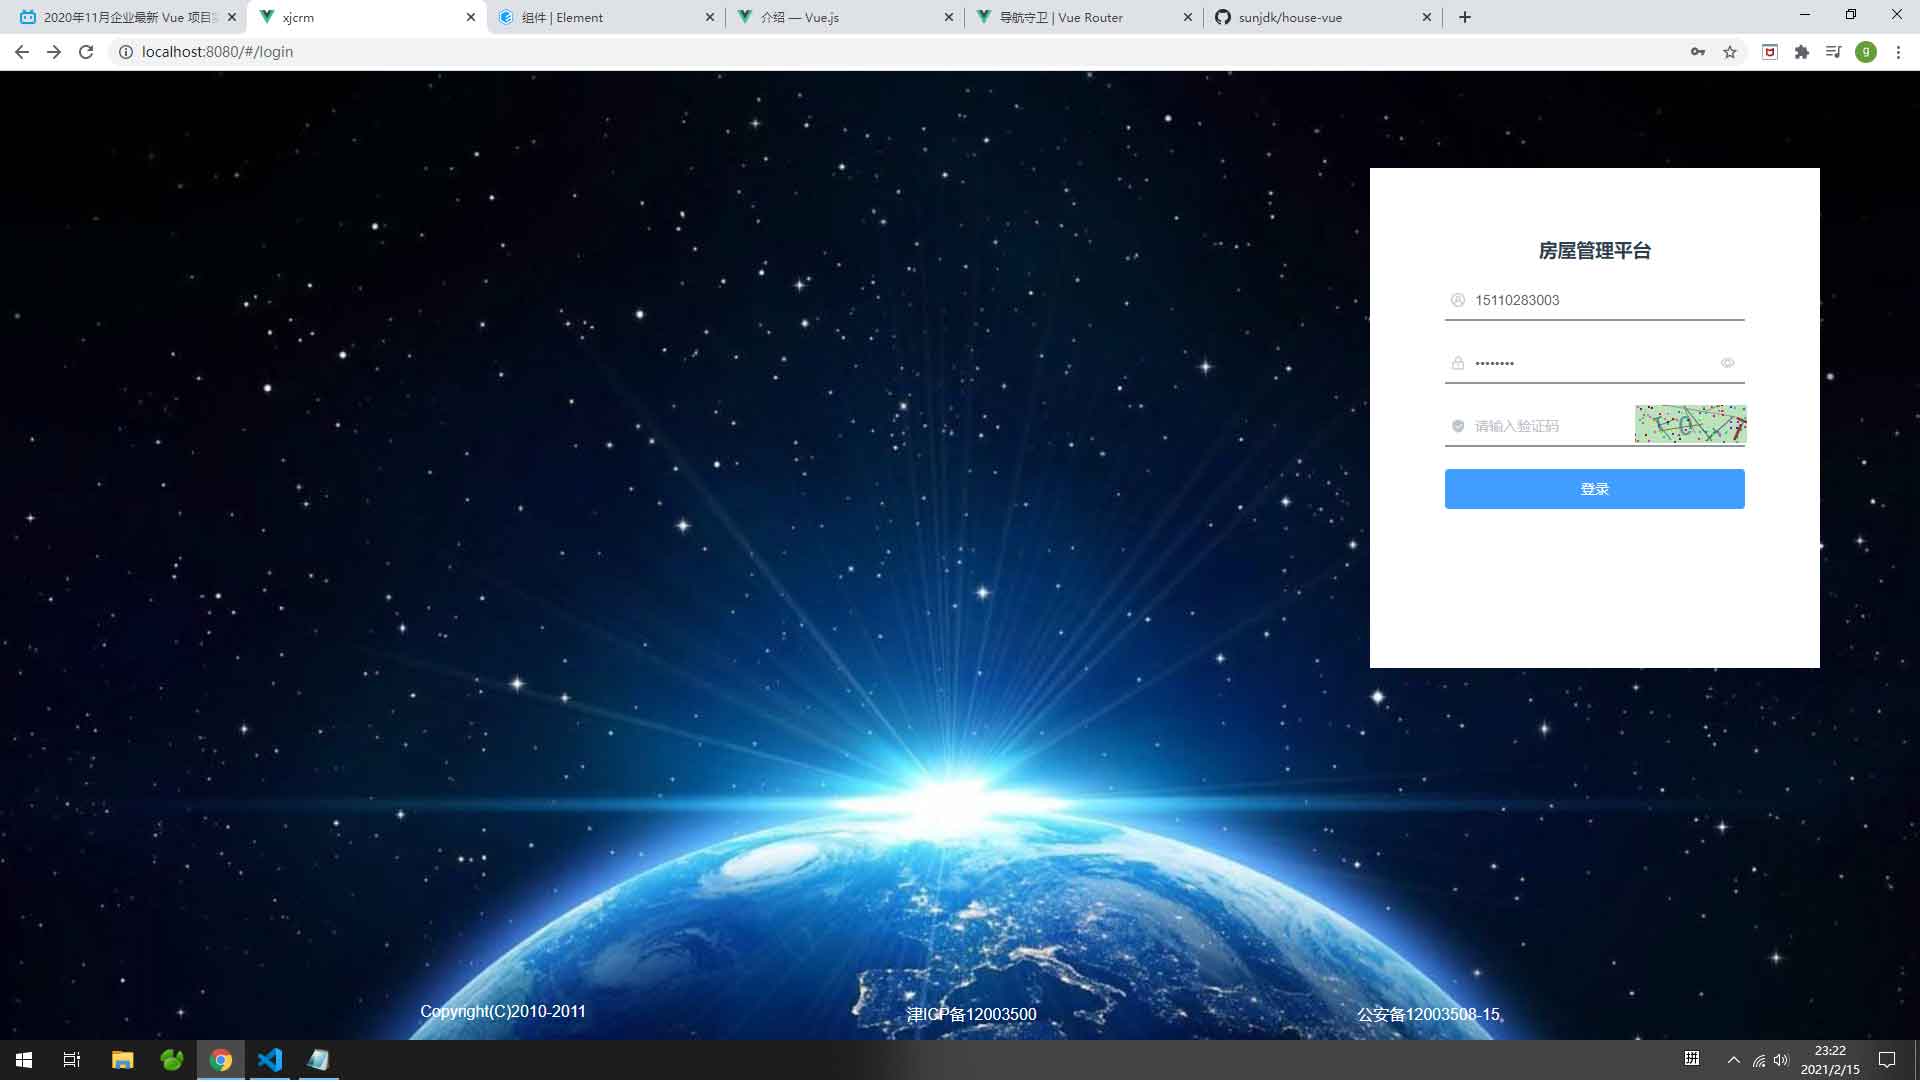 2020年11月企业最新 Vue 项目
xjcrm
组件 | Element
介绍 — Vue.js
导航守卫 | Vue Router
sunjdk/house-vue
localhost:8080/#/login
g
房屋管理平台
15110283003
••••••••
请输入验证码
登录
Copyright(C)2010-2011
津ICP备12003500
公安备12003508-15。
拼
23:22
2021/2/15